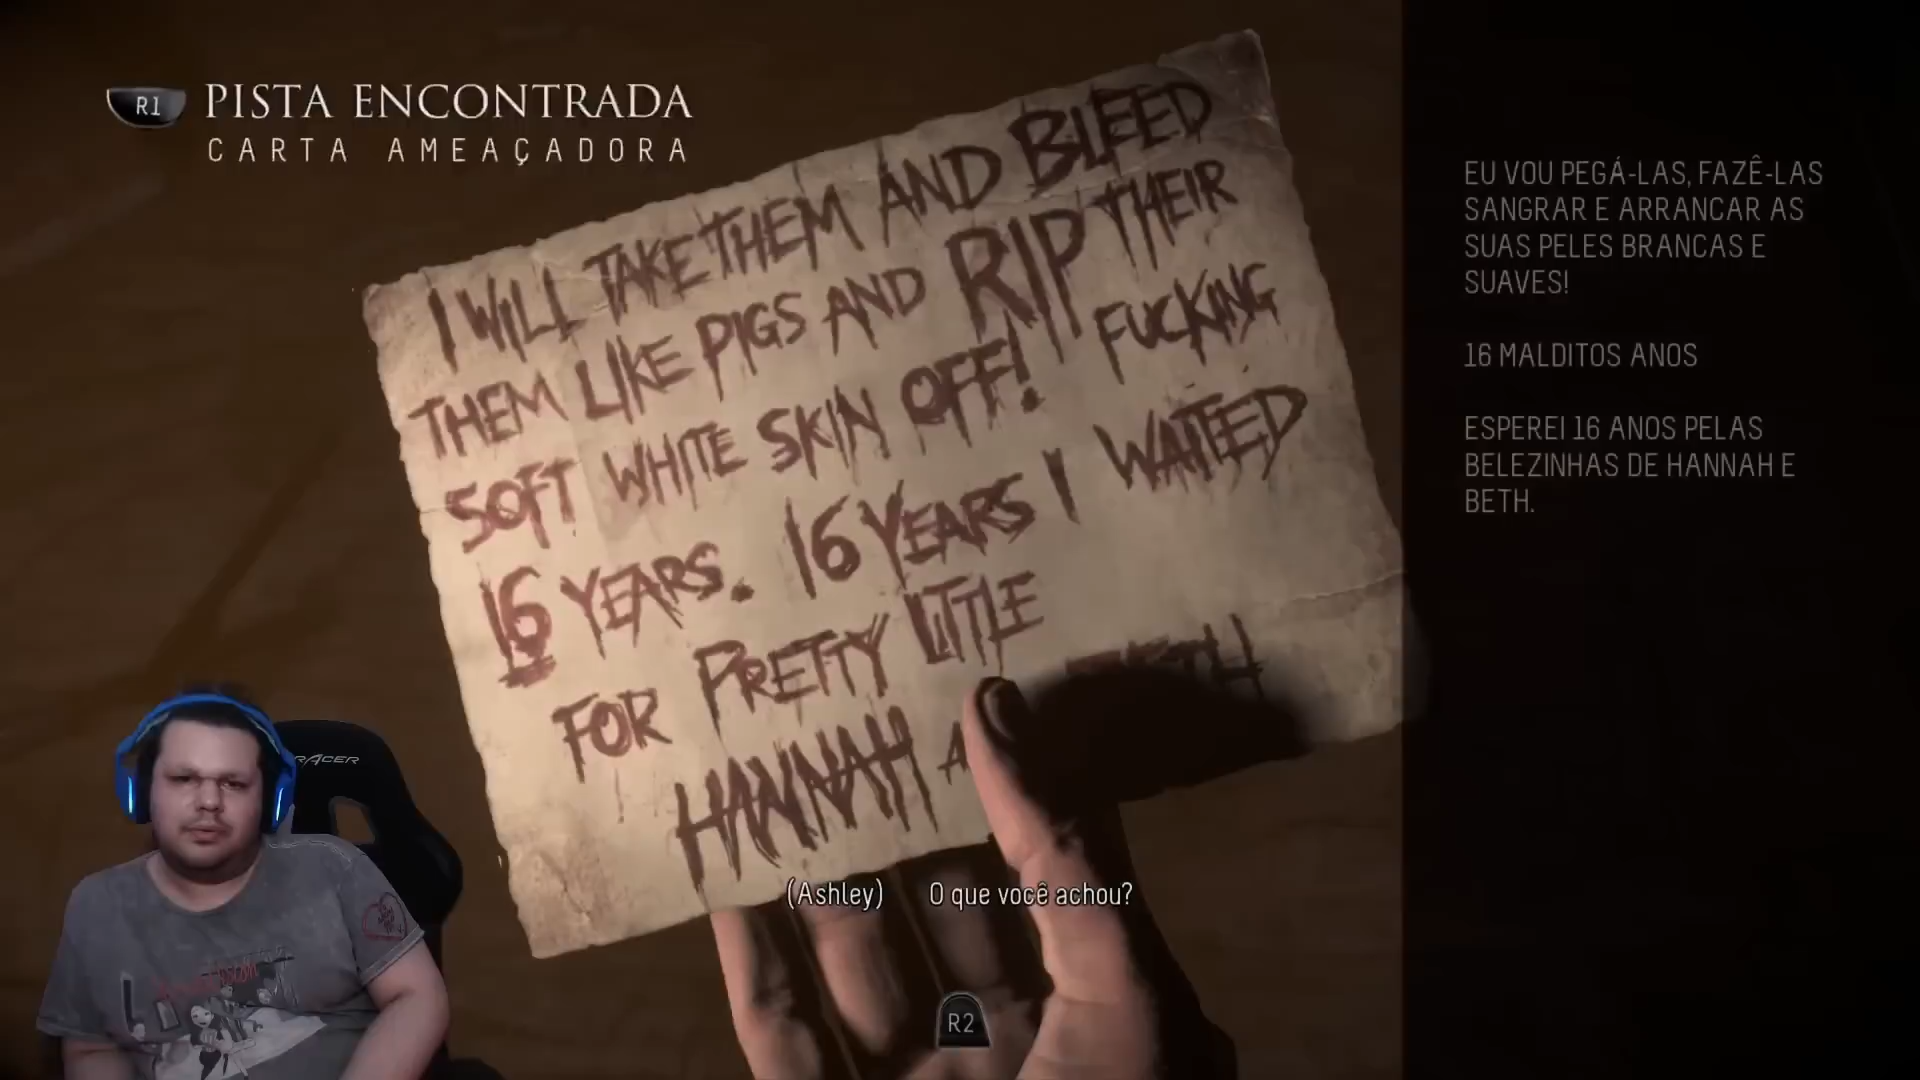 R1 PISTA ENCONTRADA
CARTA AMEAÇADORA
I WILL TAKE THEM AND BLEED
THEM LIKE PIGS AND RIP THEIR
SOFT WHITE SKIN OFF! FUCKING
16 YEARS. 16 YEARS I WAITED
FOR PRETTY LITTLE
HANNAH
EU VOU PEGÁ-LAS, FAZÊ-LAS
SANGRAR E ARRANCAR AS
SUAS PELES BRANCAS E
SUAVES!
16 MALDITOS ANOS
ESPEREI 16 ANOS PELAS
BELEZINHAS DE HANNAH E
BETH.
(Ashley) O que você achou?
R2